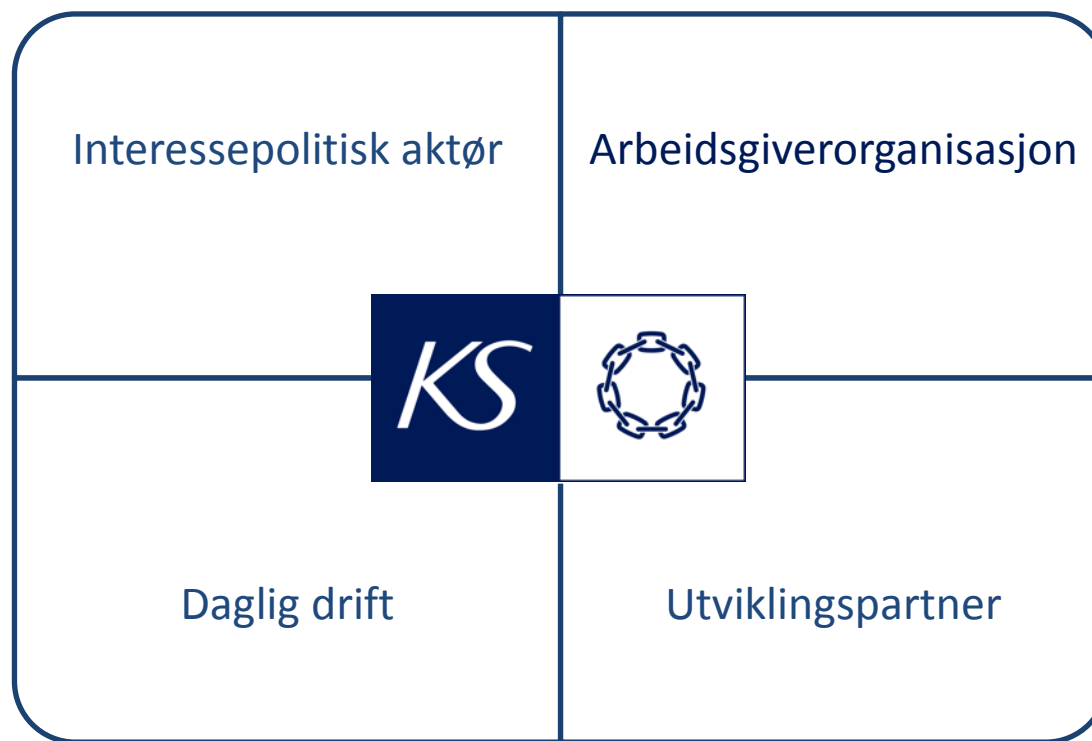 Interessepolitisk aktør
Arbeidsgiverorganisasjon
KS
Daglig drift
Utviklingspartner